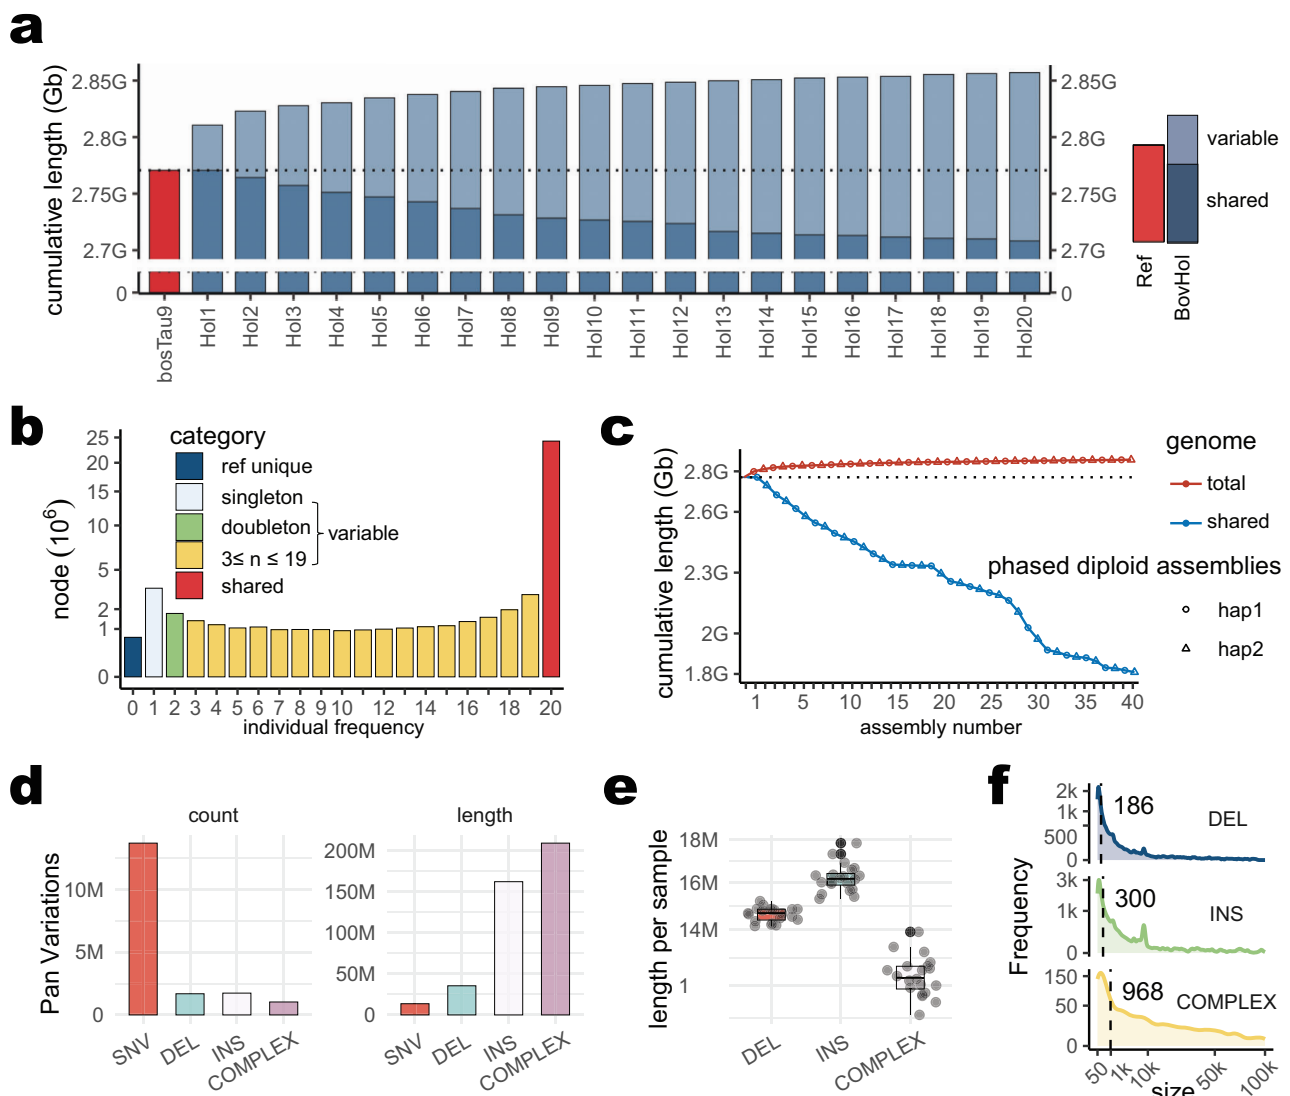 a
cumulative length (Gb)
2.85G
2.8G
2.75G
2.7G
0
2.85G
2.8G
2.75G
2.7G
0
bosTau9
Hol1
Hol2
Hol3
Hol4
Hol5
Hol6
Hol7
Hol8
Hol9
Hol10
Hol11
Hol12
Hol13
Hol14
Hol15
Hol16
Hol17
Hol18
Hol19
Hol20
variable
shared
Ref
BovHol
b
node (10⁶)
25
20
15
10
5
2
1
0
category
ref unique
singleton
doubleton
3≤ n ≤ 19
shared
variable
0 1 2 3 4 5 6 7 8 9 10 12 14 16 18 20
individual frequency
c
cumulative length (Gb)
2.8G
2.6G
2.3G
2G
1.8G
1 5 10 15 20 25 30 35 40
assembly number
genome
total
shared
phased diploid assemblies
hap1
hap2
d
Pan Variations
count
10M
5M
0
SNV
DEL
INS
COMPLEX
length
200M
150M
100M
50M
0
SNV
DEL
INS
COMPLEX
e
length per sample
18M
16M
14M
1
DEL
INS
COMPLEX
f
Frequency
2k
1k
500
0
186
DEL
3k
1k
0
300
INS
150
50
0
968
COMPLEX
50 1k 10k 50k 100k
size